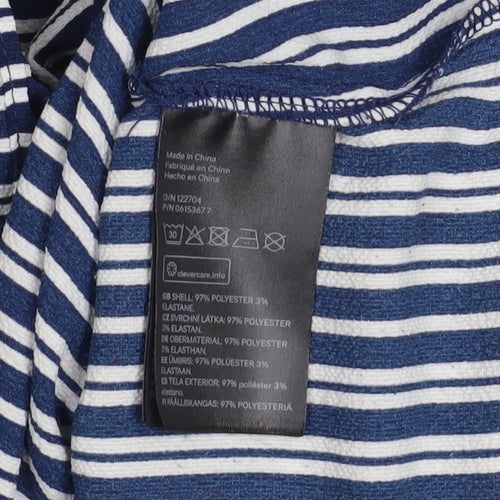 Made in China
Fabriqué en Chine
Hecho en China
O/N 122704
P/N 0615367 7
30
clevercare.info
GB SHELL: 97% POLYESTER 3%
ELASTANE.
CZ SVRCHNÍ LÁTKA: 97% POLYESTER
3% ELASTAN.
DE OBERMATERIAL: 97% POLYESTER
3% ELASTHAN.
EE ÜMBRIS: 97% POLÜESTER 3%
ELASTAAN.
ES TELA EXTERIOR: 97% poliéster 3%
elastano.
FI PÄÄLLISKANGAS: 97% POLYESTERIÄ